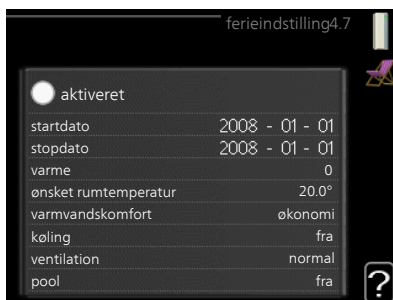 ferieindstilling4.7
aktiveret
startdato 2008 - 01 - 01
stopdato 2008 - 01 - 01
varme 0
ønsket rumtemperatur 20.0°
varmvandskomfort økonomi
køling fra
ventilation normal
pool fra
?